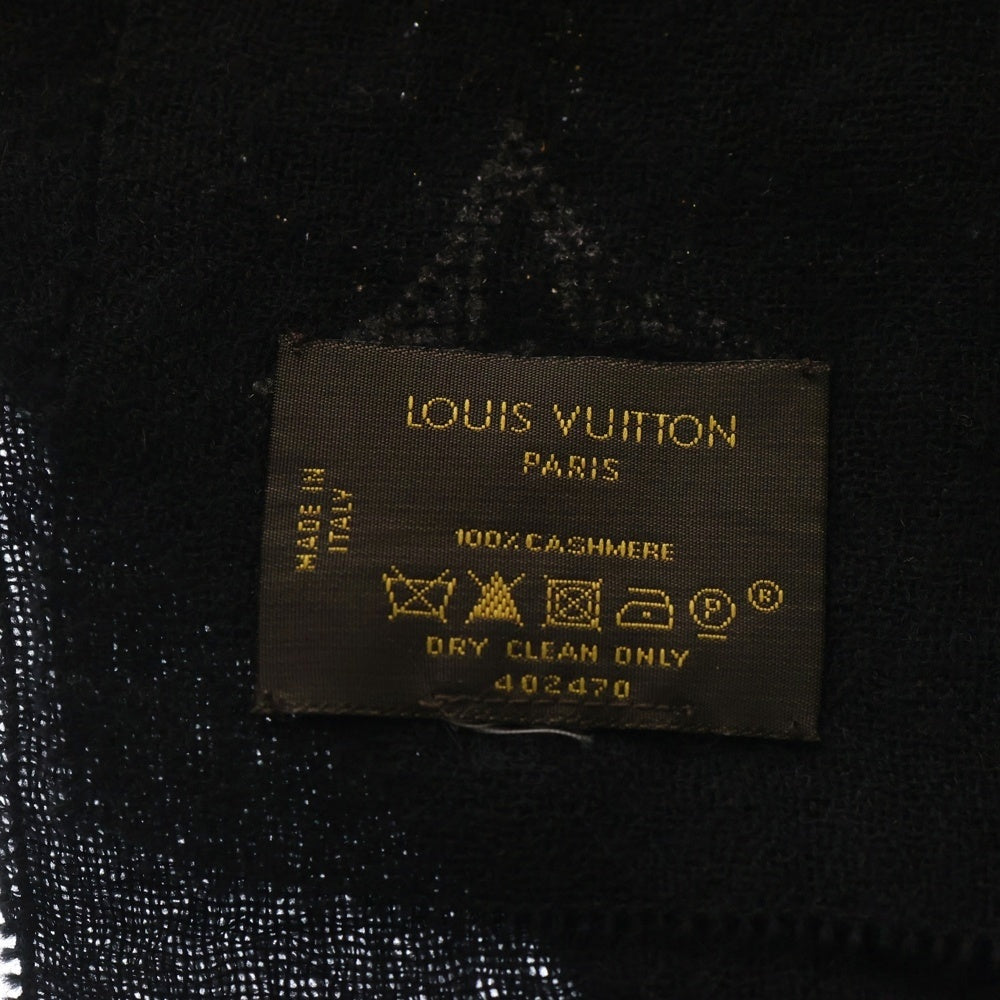 LOUIS VUITTON
PARIS
MADE IN
ITALY
100% CASHMERE
P ®
DRY CLEAN ONLY
402470